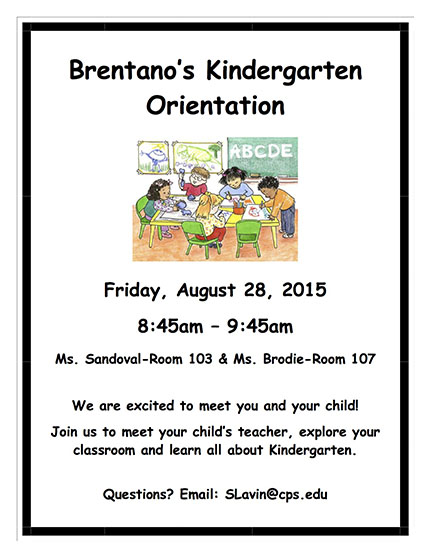 Brentano's Kindergarten
Orientation
ABCDE
Friday, August 28, 2015
8:45am – 9:45am
Ms. Sandoval-Room 103 & Ms. Brodie-Room 107
We are excited to meet you and your child!
Join us to meet your child's teacher, explore your
classroom and learn all about Kindergarten.
Questions? Email: SLavin@cps.edu